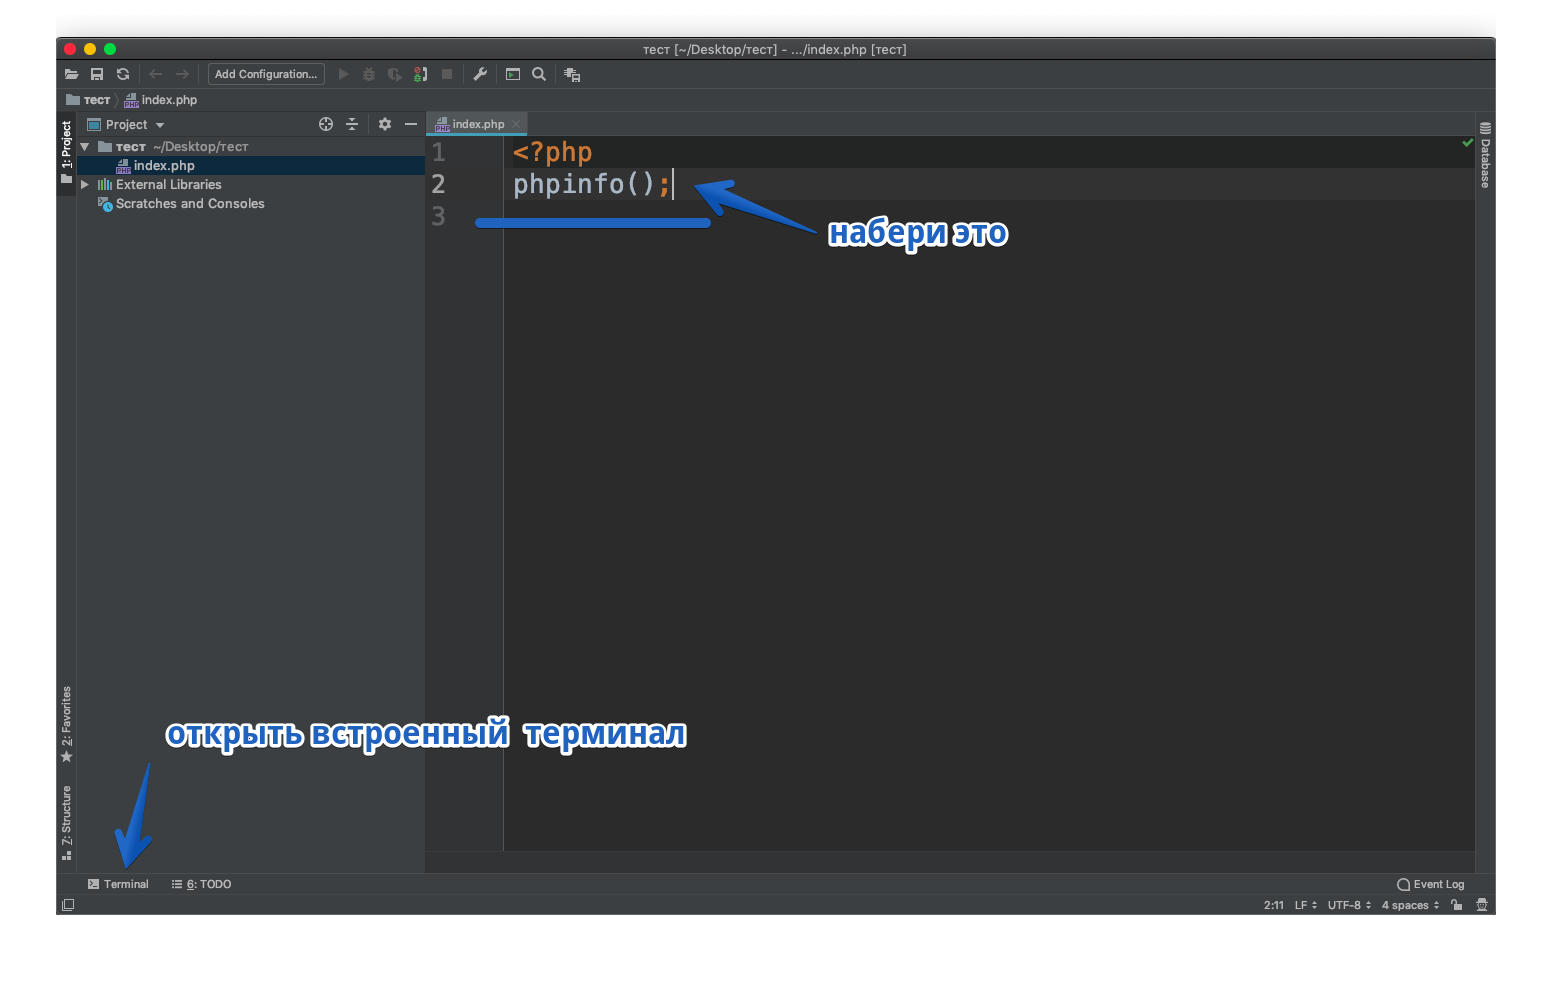 тест [~/Desktop/тест] - .../index.php [тест]
Add Configuration...
тест index.php
1: Project
Project
index.php
тест ~/Desktop/тест
index.php
External Libraries
Scratches and Consoles
1 <?php
2 phpinfo();
3
набери это
Database
открыть встроенный терминал
2: Favorites
Z: Structure
Terminal
6: TODO
Event Log
2:11 LF UTF-8 4 spaces